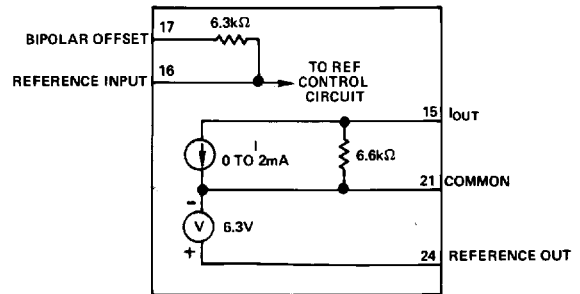 6.3kΩ
BIPOLAR OFFSET 17
REFERENCE INPUT 16
TO REF
CONTROL
CIRCUIT
15 IOUT
I
0 TO 2mA
6.6kΩ
21 COMMON
-
V 6.3V
+
24 REFERENCE OUT